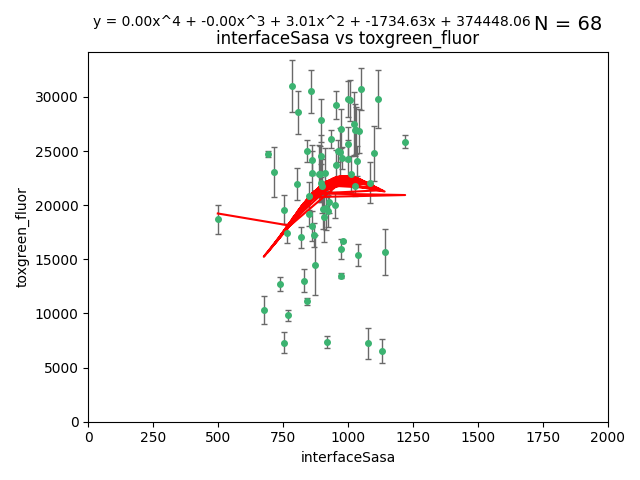 y = 0.00x^4 + -0.00x^3 + 3.01x^2 + -1734.63x + 374448.06 N = 68
interfaceSasa vs toxgreen_fluor
30000
25000
20000
15000
10000
5000
0
toxgreen_fluor
0 250 500 750 1000 1250 1500 1750 2000
interfaceSasa